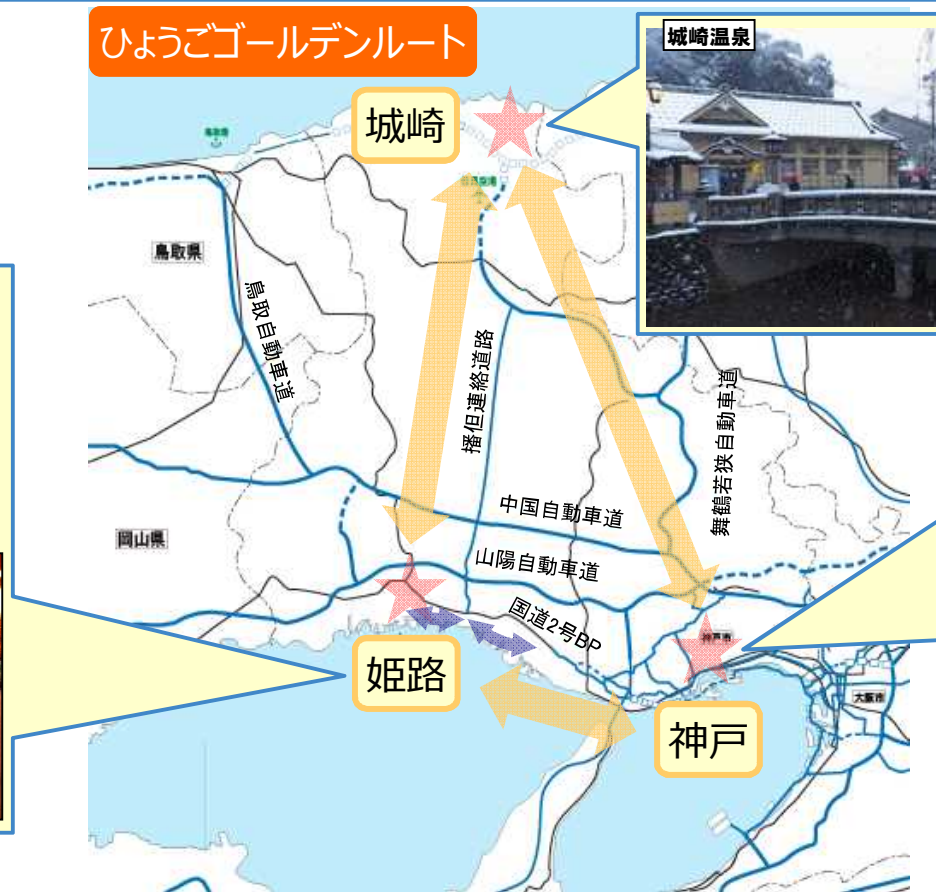 ひょうごゴールデンルート
城崎温泉
城崎
鳥取県
鳥取自動車道
播但連絡道路
舞鶴若狭自動車道
中国自動車道
岡山県
山陽自動車道
国道2号BP
神戸市
姫路
大阪市
神戸